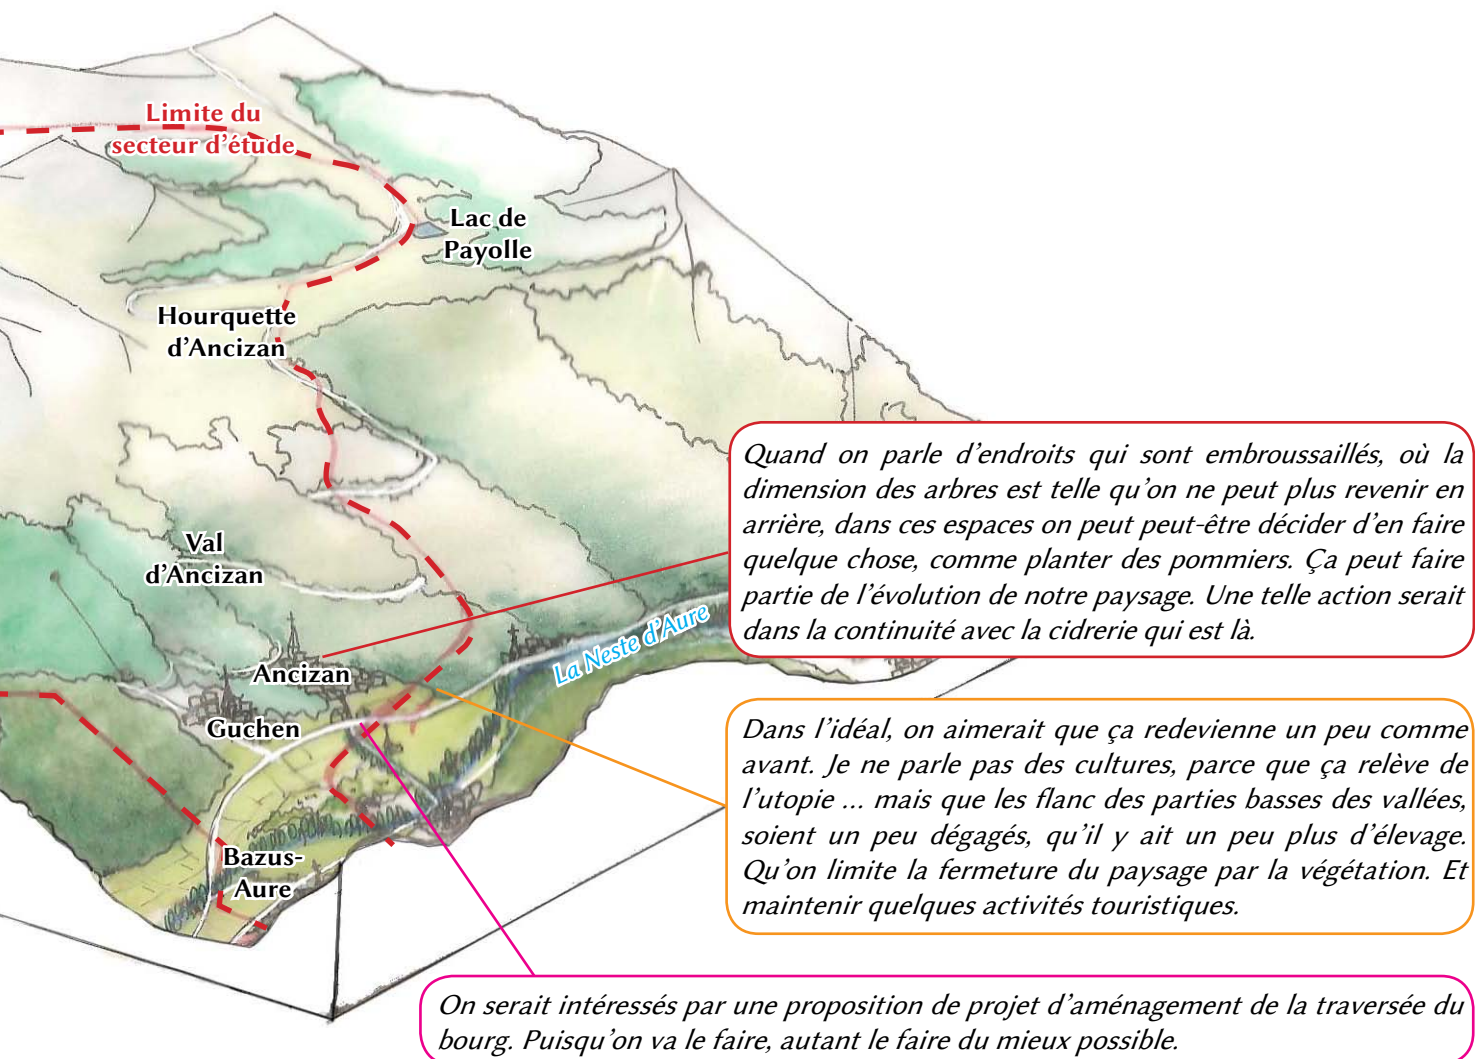 Limite du
secteur d'étude
Lac de
Payolle
Hourquette
d'Ancizan
Val
d'Ancizan
La Neste d'Aure
Ancizan
Guchen
Bazus-
Aure
Quand on parle d'endroits qui sont embroussaillés, où la
dimension des arbres est telle qu'on ne peut plus revenir en
arrière, dans ces espaces on peut peut-être décider d'en faire
quelque chose, comme planter des pommiers. Ça peut faire
partie de l'évolution de notre paysage. Une telle action serait
dans la continuité avec la cidrerie qui est là.
Dans l'idéal, on aimerait que ça redevienne un peu comme
avant. Je ne parle pas des cultures, parce que ça relève de
l'utopie ... mais que les flanc des parties basses des vallées,
soient un peu dégagés, qu'il y ait un peu plus d'élevage.
Qu'on limite la fermeture du paysage par la végétation. Et
maintenir quelques activités touristiques.
On serait intéressés par une proposition de projet d'aménagement de la traversée du
bourg. Puisqu'on va le faire, autant le faire du mieux possible.